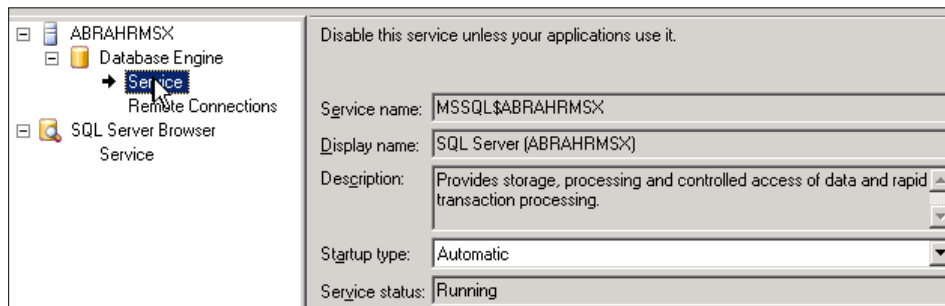 ABRAHRMSX
Database Engine
Service
Remote Connections
SQL Server Browser
Service
Disable this service unless your applications use it.
Service name: MSSQL$ABRAHRMSX
Display name: SQL Server (ABRAHRMSX)
Description: Provides storage, processing and controlled access of data and rapid
transaction processing.
Startup type: Automatic
Service status: Running